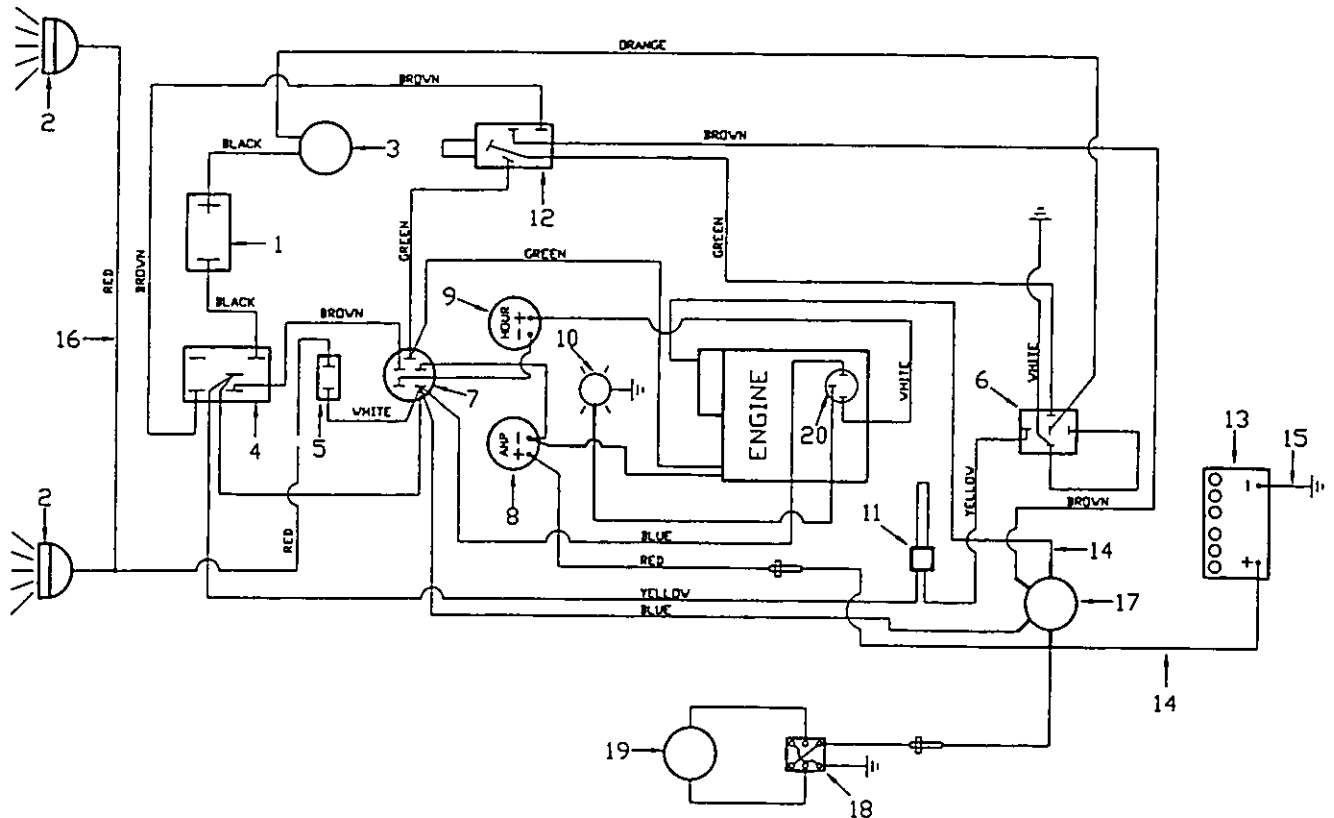 ORANGE
BROWN
2
BLACK
3
BROWN
12
1
GREEN
GREEN
RED
BROWN
GREEN
BLACK
9
HOUR
+
-
10
BROWN
16
WHITE
6
7
WHITE
ENGINE
20
WHITE
4
5
AMP
-
+
8
13
15
-
+
2
RED
11
YELLOW
BROWN
BLUE
RED
14
YELLOW
BLUE
17
14
19
18